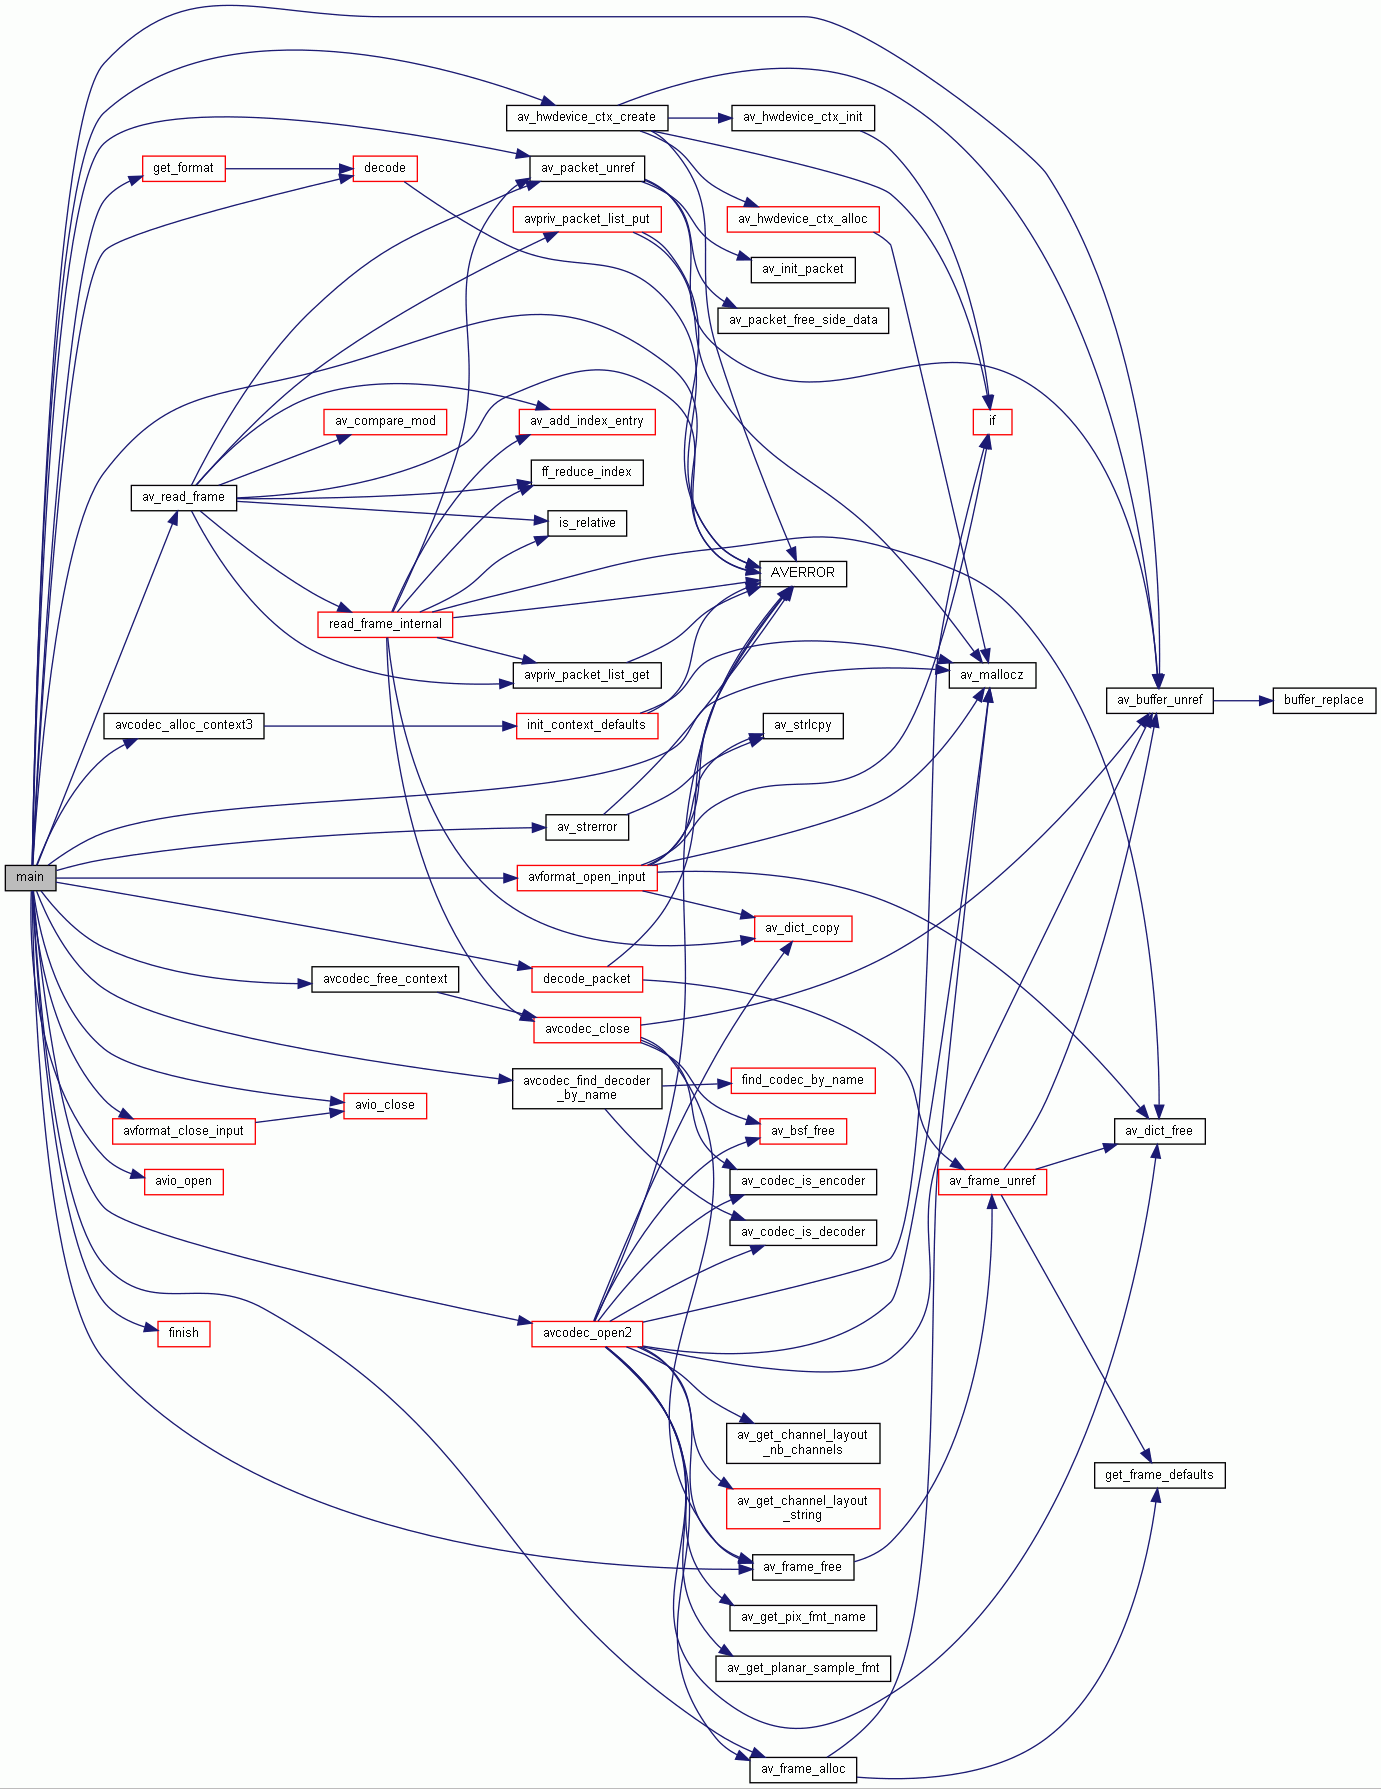 av_hwdevice_ctx_create
av_hwdevice_ctx_init
get_format
decode
av_packet_unref
avpriv_packet_list_put
av_hwdevice_ctx_alloc
av_init_packet
av_packet_free_side_data
av_compare_mod
av_add_index_entry
if
ff_reduce_index
av_read_frame
is_relative
AVERROR
read_frame_internal
avpriv_packet_list_get
av_mallocz
av_buffer_unref
buffer_replace
avcodec_alloc_context3
init_context_defaults
av_strlcpy
av_strerror
main
avformat_open_input
av_dict_copy
avcodec_free_context
decode_packet
avcodec_close
avcodec_find_decoder
_by_name
find_codec_by_name
avio_close
avformat_close_input
av_bsf_free
av_dict_free
avio_open
av_codec_is_encoder
av_frame_unref
av_codec_is_decoder
finish
avcodec_open2
av_get_channel_layout
_nb_channels
get_frame_defaults
av_get_channel_layout
_string
av_frame_free
av_get_pix_fmt_name
av_get_planar_sample_fmt
av_frame_alloc